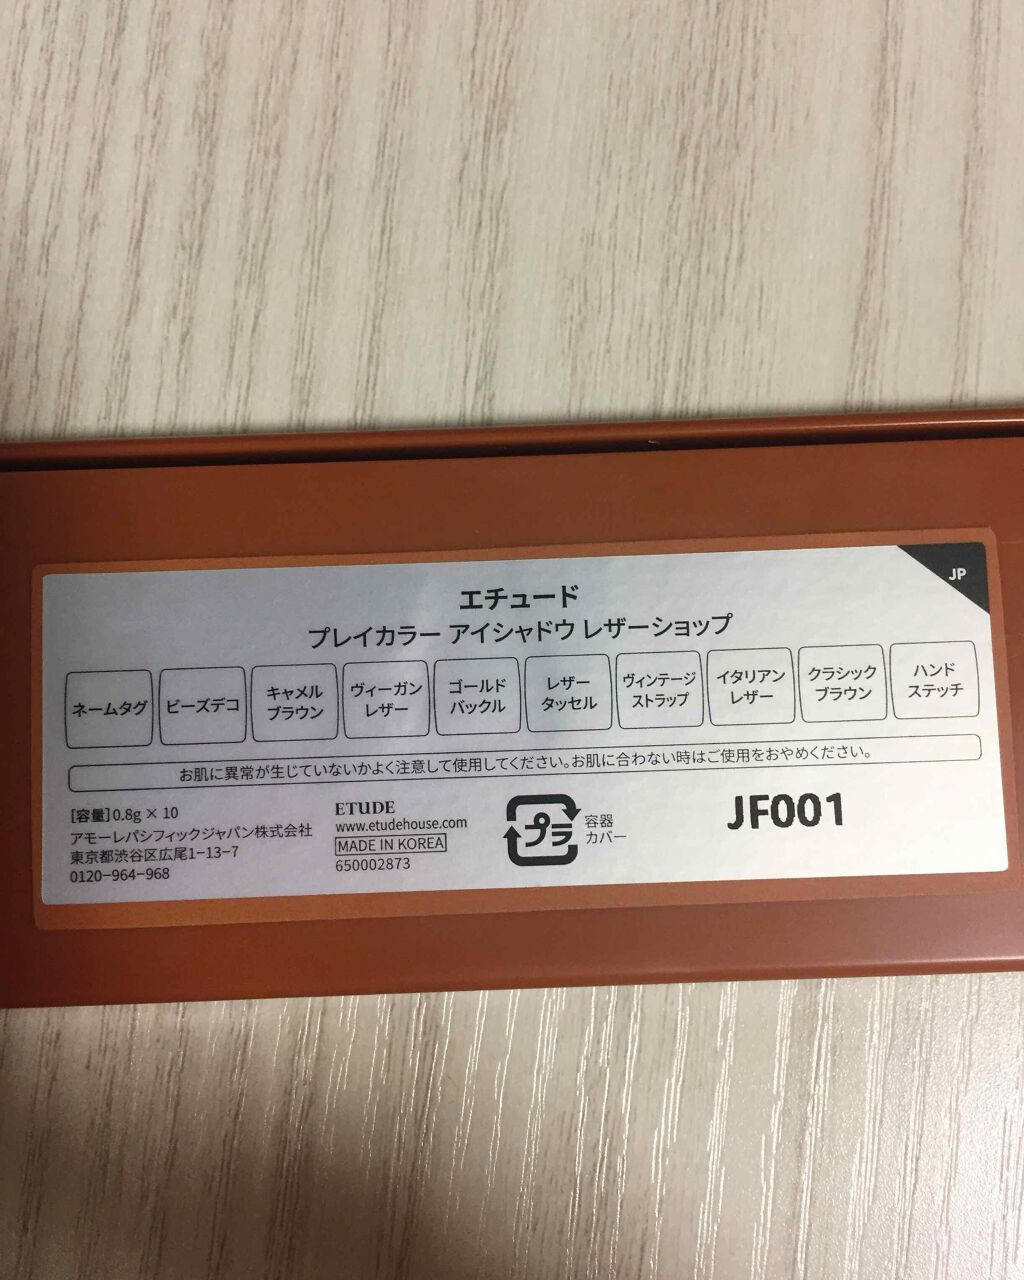 JP
エチュード
プレイカラー アイシャドウ レザーショップ
ネームタグ
ビーズデコ
キャメル
ブラウン
ヴィーガン
レザー
ゴールド
バックル
レザー
タッセル
ヴィンテージ
ストラップ
イタリアン
レザー
クラシック
ブラウン
ハンド
ステッチ
お肌に異常が生じていないかよく注意して使用してください。お肌に合わない時はご使用をおやめください。
[容量]0.8g × 10
アモーレパシフィックジャパン株式会社
東京都渋谷区広尾1-13-7
0120-964-968
ETUDE
www.etudehouse.com
MADE IN KOREA
650002873
プラ
容器
カバー
JF001